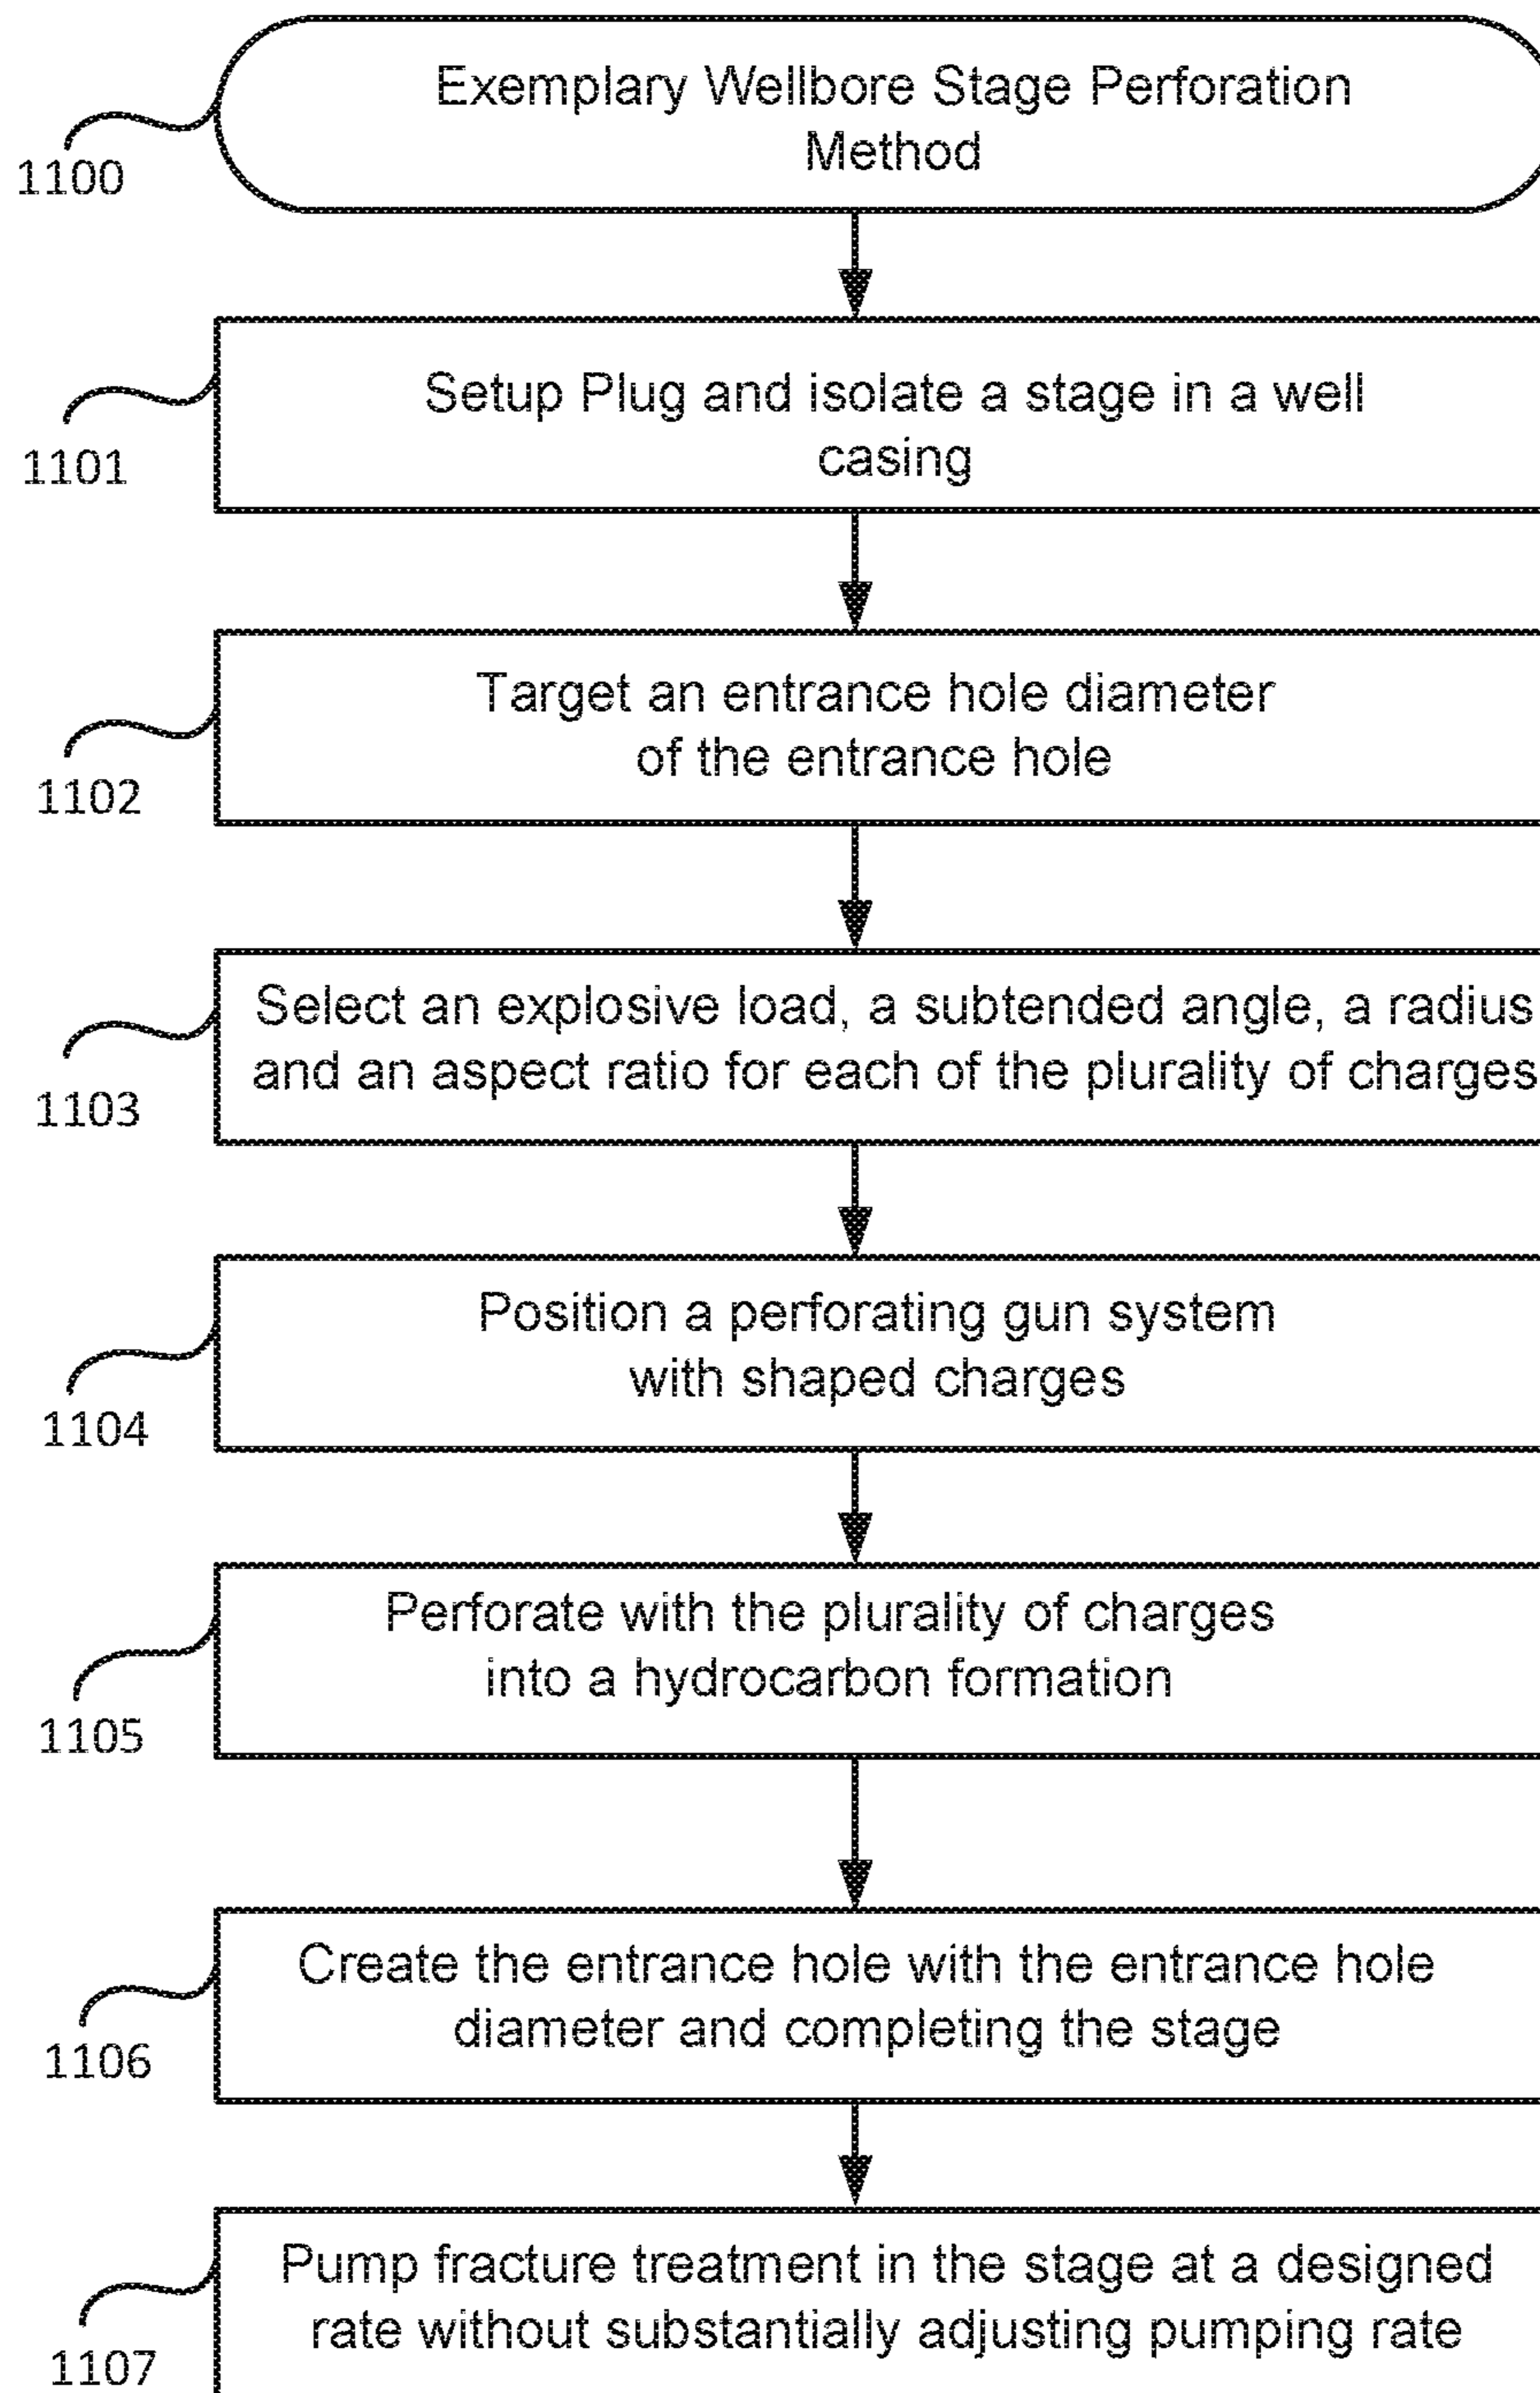 Exemplary Wellbore Stage Perforation
Method
1100
Setup Plug and isolate a stage in a well
casing
1101
Target an entrance hole diameter
of the entrance hole
1102
Select an explosive load, a subtended angle, a radius
and an aspect ratio for each of the plurality of charges
1103
Position a perforating gun system
with shaped charges
1104
Perforate with the plurality of charges
into a hydrocarbon formation
1105
Create the entrance hole with the entrance hole
diameter and completing the stage
1106
Pump fracture treatment in the stage at a designed
rate without substantially adjusting pumping rate
1107